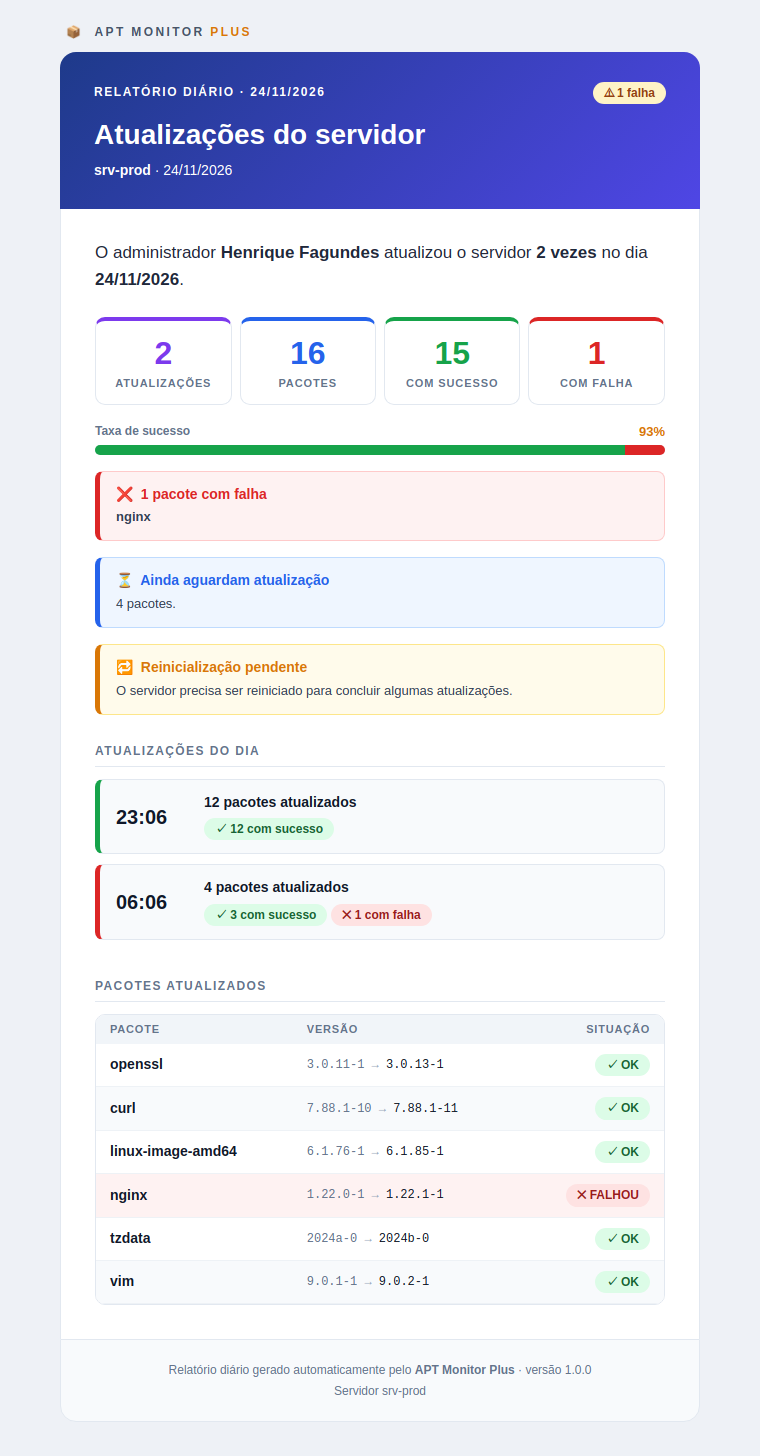 📦 APT MONITOR PLUS
RELATÓRIO DIÁRIO · 24/11/2026
⚠ 1 falha
Atualizações do servidor
srv-prod · 24/11/2026
O administrador Henrique Fagundes atualizou o servidor 2 vezes no dia
24/11/2026.
2 16 15 1
ATUALIZAÇÕES PACOTES COM SUCESSO COM FALHA
Taxa de sucesso 93%
❌ 1 pacote com falha
nginx
⏳ Ainda aguardam atualização
4 pacotes.
🔁 Reinicialização pendente
O servidor precisa ser reiniciado para concluir algumas atualizações.
ATUALIZAÇÕES DO DIA
23:06
12 pacotes atualizados
✓ 12 com sucesso
06:06
4 pacotes atualizados
✓ 3 com sucesso ✕ 1 com falha
PACOTES ATUALIZADOS
PACOTE VERSÃO SITUAÇÃO
openssl 3.0.11-1 → 3.0.13-1 ✓ OK
curl 7.88.1-10 → 7.88.1-11 ✓ OK
linux-image-amd64 6.1.76-1 → 6.1.85-1 ✓ OK
nginx 1.22.0-1 → 1.22.1-1 ✕ FALHOU
tzdata 2024a-0 → 2024b-0 ✓ OK
vim 9.0.1-1 → 9.0.2-1 ✓ OK
Relatório diário gerado automaticamente pelo APT Monitor Plus · versão 1.0.0
Servidor srv-prod